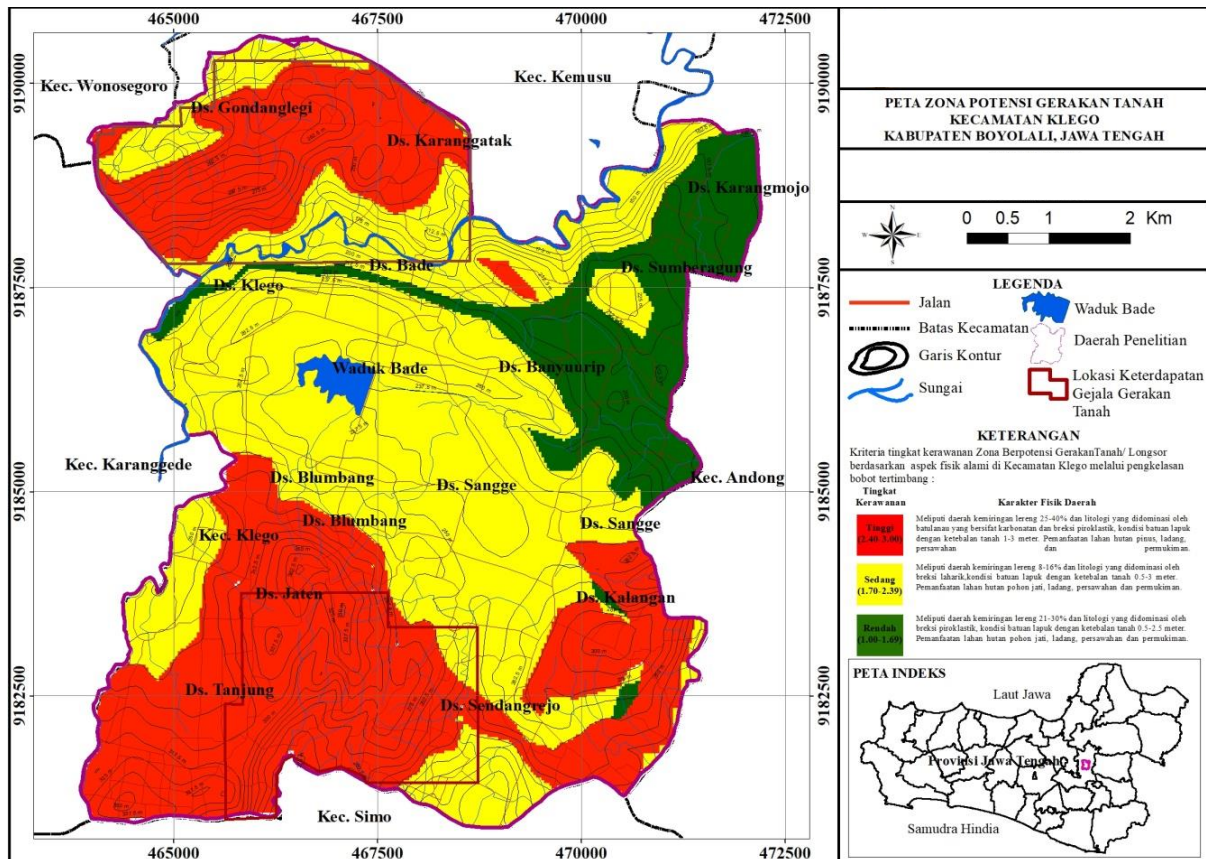 465000
467500
470000
472500
9190000
9187500
9185000
9182500
Kec. Wonosegoro
Kec. Kemusu
Ds. Gondanglegi
Ds. Karanggatak
Ds. Karangmojo
Ds. Bade
Ds. Sumberagung
Ds. Klego
Waduk Bade
Ds. Banyuurip
Kec. Karanggede
Ds. Blumbang
Ds. Sangge
Kec. Andong
Ds. Blumbang
Ds. Sangge
Kec. Klego
Ds. Jaten
Ds. Kalangan
Ds. Tanjung
Ds. Sendangrejo
Kec. Simo
9190000
9187500
9185000
9182500
465000
467500
470000
472500
PETA ZONA POTENSI GERAKAN TANAH
KECAMATAN KLEGO
KABUPATEN BOYOLALI, JAWA TENGAH
N
W
E
S
0 0.5 1 2 Km
LEGENDA
Jalan
Batas Kecamatan
Garis Kontur
Sungai
Waduk Bade
Daerah Penelitian
Lokasi Keterdapatan
Gejala Gerakan
Tanah
KETERANGAN
Kriteria tingkat kerawanan Zona Berpotensi GerakanTanah/ Longsor
berdasarkan aspek fisik alami di Kecamatan Klego melalui pengkelasan
bobot tertimbang :
Tingkat
Kerawanan
Karakter Fisik Daerah
Tinggi
(2.40-3.00)
Meliputi daerah kemiringan lereng 25-40% dan litologi yang didominasi oleh
batulanau yang bersifat karbonatan dan breksi piroklastik, kondisi batuan lapuk
dengan ketebalan tanah 1-3 meter. Pemanfaatan lahan hutan pinus, ladang,
persawahan dan permukiman.
Sedang
(1.70-2.39)
Meliputi daerah kemiringan lereng 8-16% dan litologi yang didominasi oleh
breksi laharik,kondisi batuan lapuk dengan ketebalan tanah 0.5-3 meter.
Pemanfaatan lahan hutan pohon jati, ladang, persawahan dan permukiman.
Rendah
(1.00-1.69)
Meliputi daerah kemiringan lereng 21-30% dan litologi yang didominasi oleh
breksi piroklastik, kondisi batuan lapuk dengan ketebalan tanah 0.5-2.5 meter.
Pemanfaatan lahan hutan pohon jati, ladang, persawahan dan permukiman.
PETA INDEKS
Laut Jawa
Provinsi Jawa Tengah
Samudra Hindia